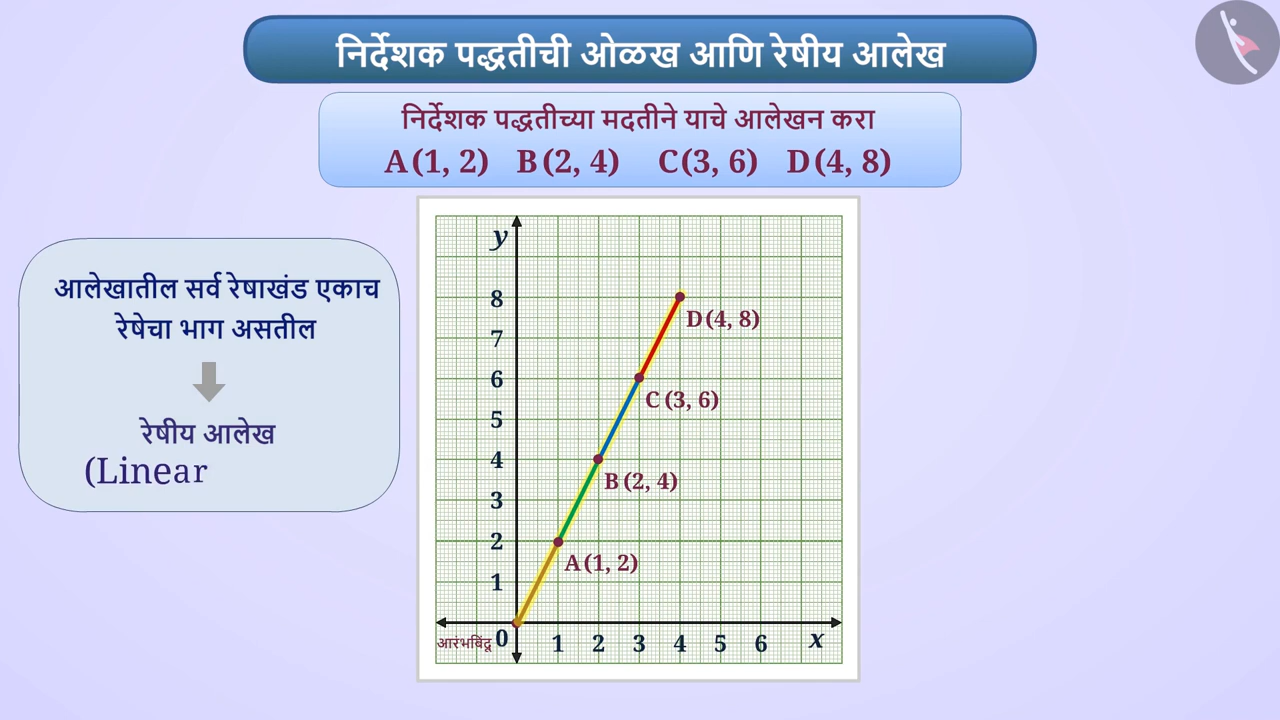 निर्देशक पद्धतीची ओळख आणि रेषीय आलेख
निर्देशक पद्धतीच्या मदतीने याचे आलेखन करा
A(1, 2) B(2, 4) C(3, 6) D(4, 8)
आलेखातील सर्व रेषाखंड एकाच
रेषेचा भाग असतील
रेषीय आलेख
(Linear
y
8
7
6
5
4
3
2
1
D(4, 8)
C(3, 6)
B(2, 4)
A(1, 2)
आरंभबिंदू 0 1 2 3 4 5 6 x